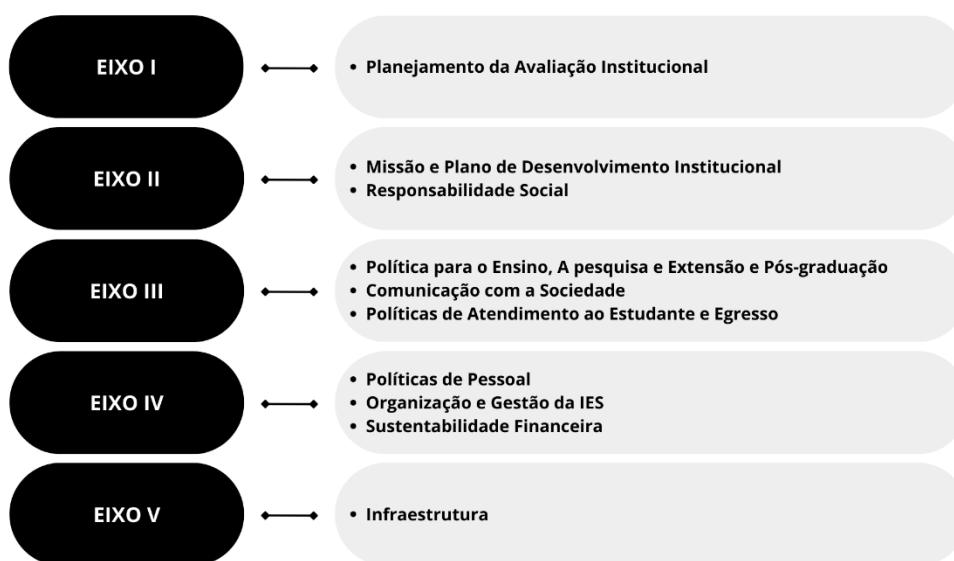 EIXO I
• Planejamento da Avaliação Institucional
EIXO II
• Missão e Plano de Desenvolvimento Institucional
• Responsabilidade Social
EIXO III
• Política para o Ensino, A pesquisa e Extensão e Pós-graduação
• Comunicação com a Sociedade
• Políticas de Atendimento ao Estudante e Egresso
EIXO IV
• Políticas de Pessoal
• Organização e Gestão da IES
• Sustentabilidade Financeira
EIXO V
• Infraestrutura